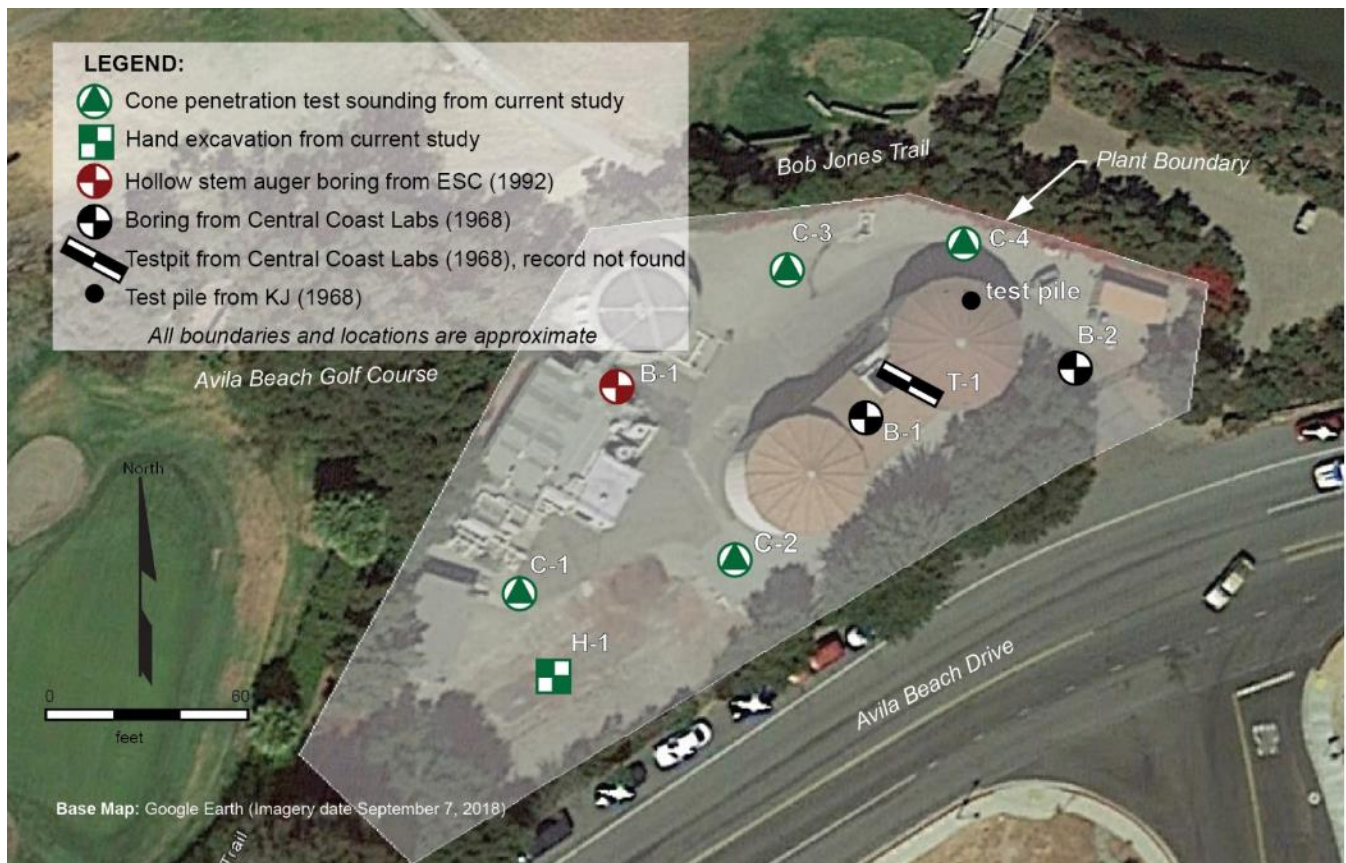 LEGEND:
Cone penetration test sounding from current study
Hand excavation from current study
Hollow stem auger boring from ESC (1992)
Boring from Central Coast Labs (1968)
Testpit from Central Coast Labs (1968), record not found
Test pile from KJ (1968)
All boundaries and locations are approximate
Bob Jones Trail
Plant Boundary
C-3
C-4
test pile
B-2
Avila Beach Golf Course
B-1
T-1
B-1
North
C-2
C-1
H-1
0 60
feet
Avila Beach Drive
Base Map: Google Earth (Imagery date September 7, 2018)
Trail